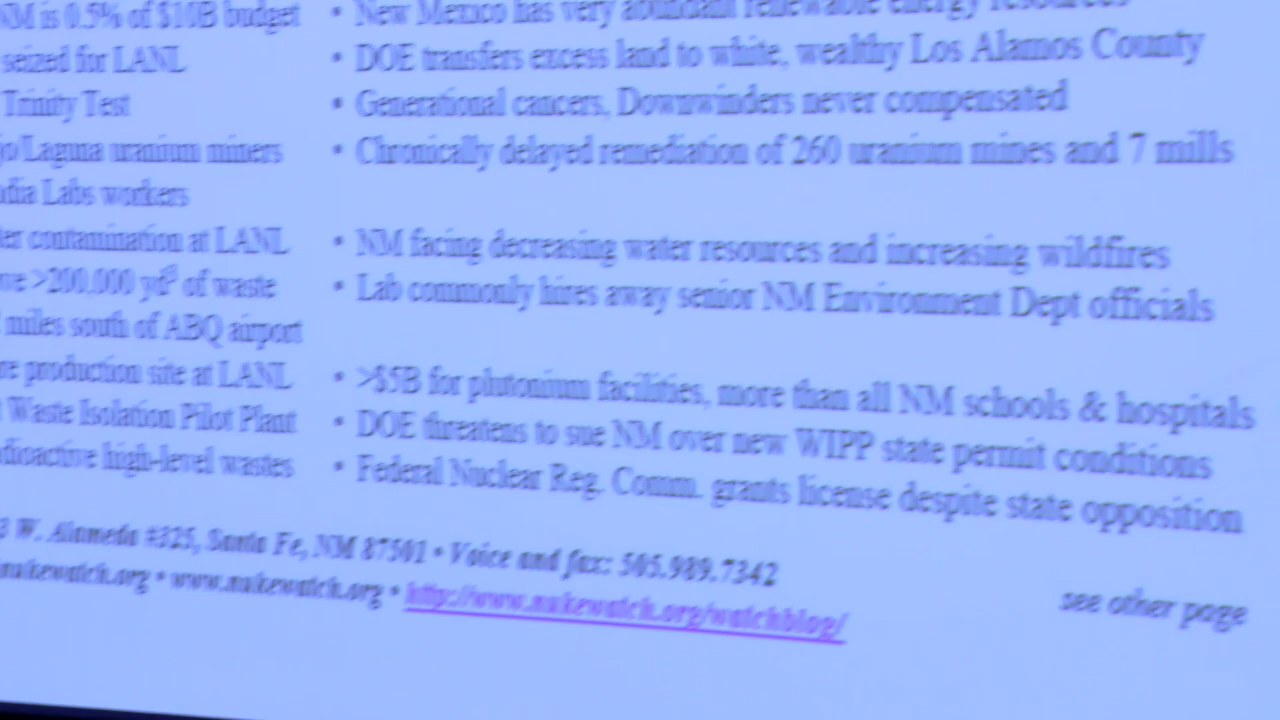 NM is 0.5% of $10B budget • New Mexico has very abundant renewable energy resources
seized for LANL • DOE transfers excess land to white, wealthy Los Alamos County
Trinity Test • Generational cancers, Downwinders never compensated
jo/Laguna uranium miners • Chronically delayed remediation of 260 uranium mines and 7 mills
ndia Labs workers
ter contamination at LANL • NM facing decreasing water resources and increasing wildfires
ve >200,000 yd³ of waste • Lab commonly hires away senior NM Environment Dept officials
miles south of ABQ airport
re production site at LANL • >$5B for plutonium facilities, more than all NM schools & hospitals
Waste Isolation Pilot Plant • DOE threatens to sue NM over new WIPP state permit conditions
dioactive high-level wastes • Federal Nuclear Reg. Comm. grants license despite state opposition
3 W. Alameda #325, Santa Fe, NM 87501 • Voice and fax: 505.989.7342
nukewatch.org • www.nukewatch.org • http://www.nukewatch.org/watchblog/
see other page